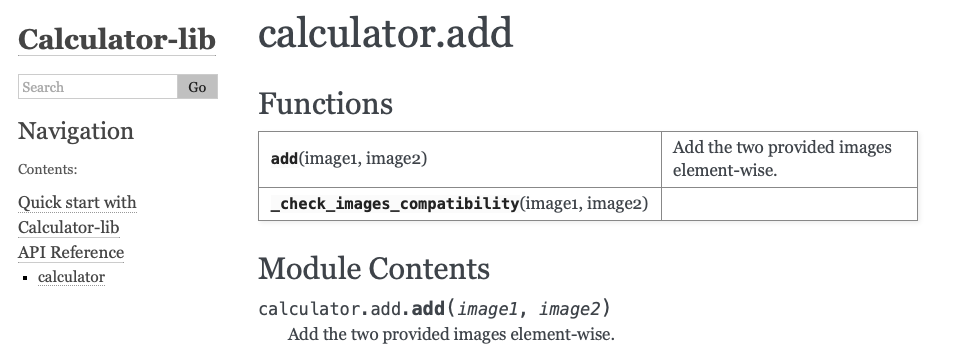 Calculator-lib
Search
Go
Navigation
Contents:
Quick start with
Calculator-lib
API Reference
calculator
calculator.add
Functions
add(image1, image2)
Add the two provided images
element-wise.
_check_images_compatibility(image1, image2)
Module Contents
calculator.add.add(image1, image2)
Add the two provided images element-wise.